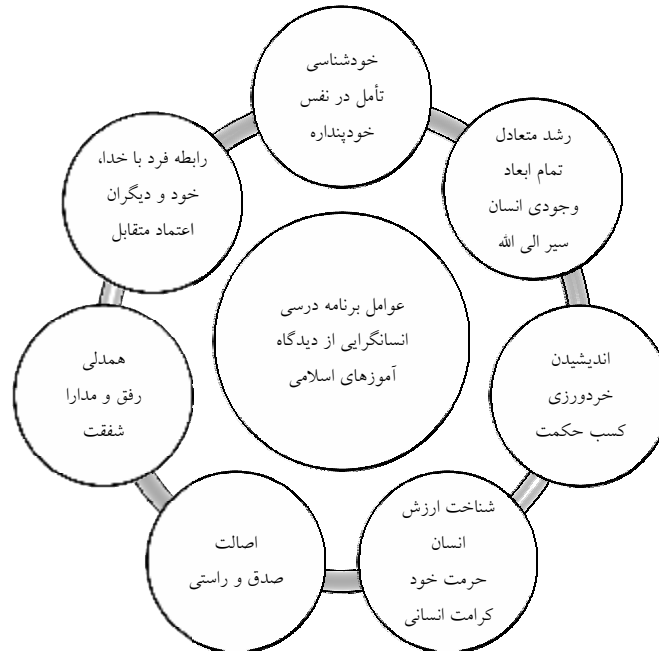 خودشناسی
تأمل در نفس
خودپنداره
رشد متعادل
تمام ابعاد
وجودی انسان
سیر الی الله
اندیشیدن
خردورزی
کسب حکمت
شناخت ارزش
انسان
حرمت خود
کرامت انسانی
اصالت
صدق و راستی
همدلی
رفق و مدارا
شفقت
رابطه فرد با خدا،
خود و دیگران
اعتماد متقابل
عوامل برنامه درسی
انسانگرایی از دیدگاه
آموزهای اسلامی